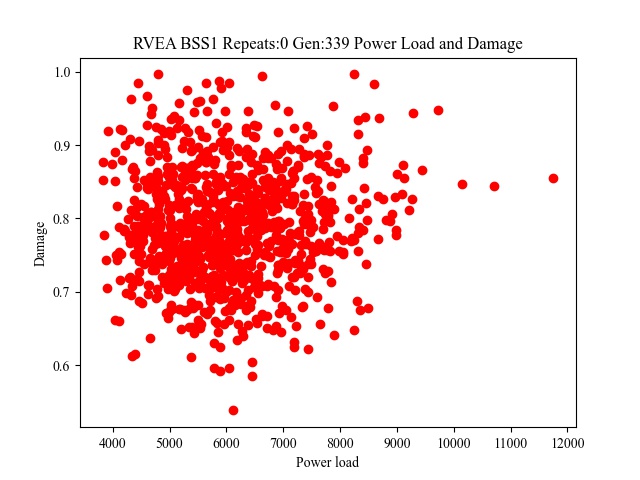 RVEA BSS1 Repeats:0 Gen:339 Power Load and Damage
1.0
0.9
0.8
0.7
0.6
Damage
4000 5000 6000 7000 8000 9000 10000 11000 12000
Power load